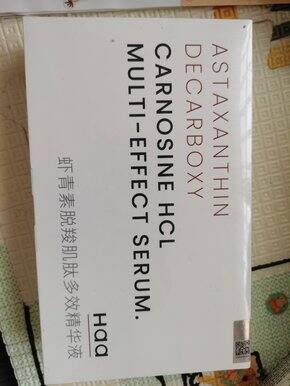 ASTAXANTHIN
DECARBOXY
CARNOSINE HCL
MULTI-EFFECT SERUM.
虾青素脱羧肌肽多效精华液
Haa